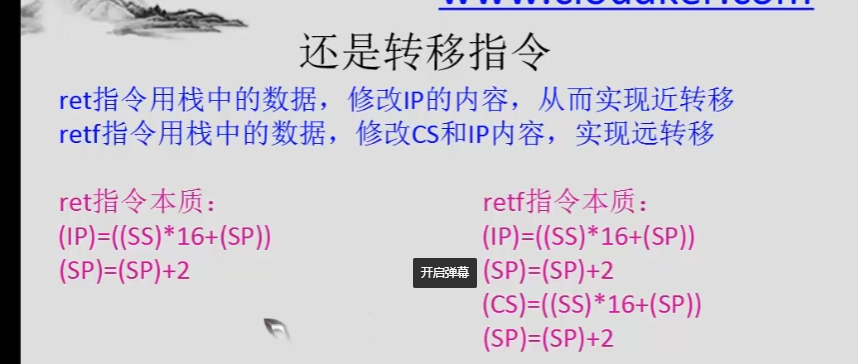 还是转移指令
ret指令用栈中的数据，修改IP的内容，从而实现近转移
retf指令用栈中的数据，修改CS和IP内容，实现远转移
ret指令本质：
(IP)=((SS)*16+(SP))
(SP)=(SP)+2
retf指令本质：
(IP)=((SS)*16+(SP))
(SP)=(SP)+2
(CS)=((SS)*16+(SP))
(SP)=(SP)+2
开启弹幕